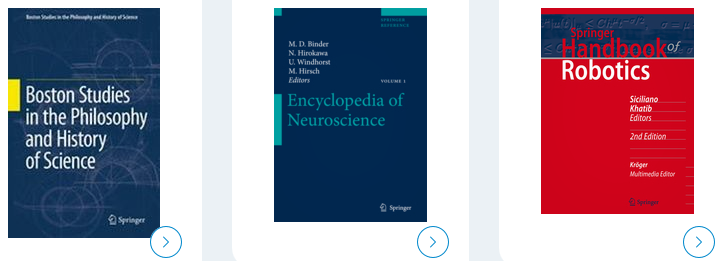 Boston Studies in the Philosophy and History of Science
Boston Studies
in the Philosophy
and History
of Science
Springer
SPRINGER
REFERENCE
M. D. Binder
N. Hirokawa
U. Windhorst
M. Hirsch
Editors
VOLUME 1
Encyclopedia of
Neuroscience
Springer
Springer
Handbook of
Robotics
Siciliano
Khatib
Editors
2nd Edition
Kröger
Multimedia Editor
Springer